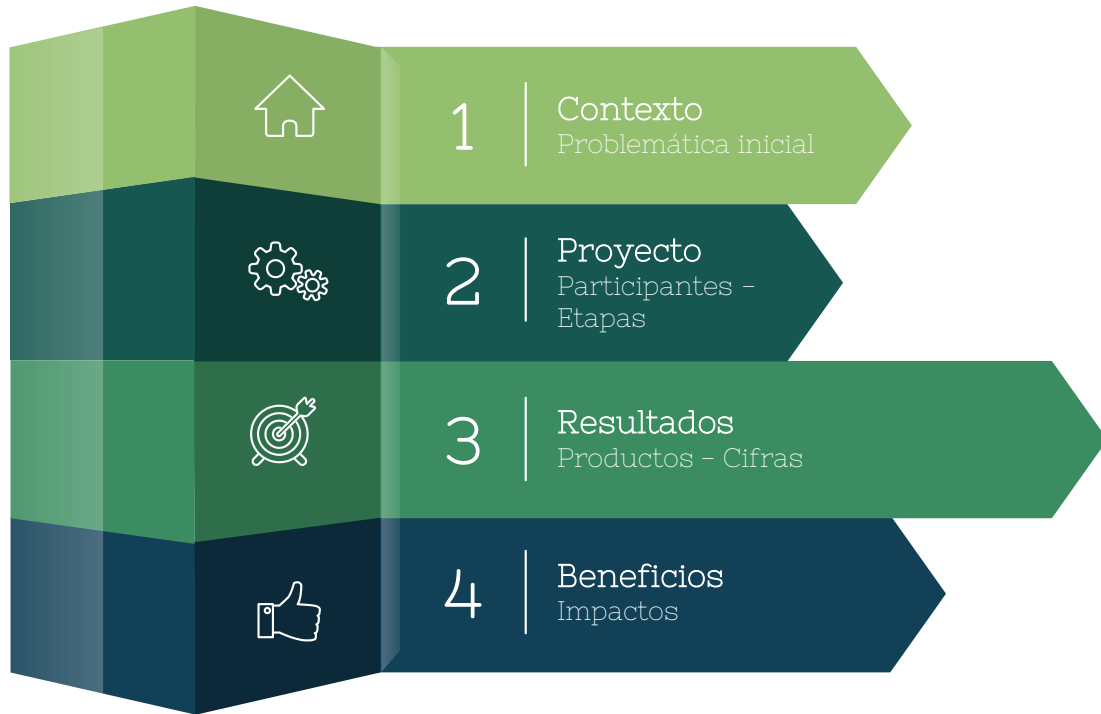 1
Contexto
Problemática inicial
2
Proyecto
Participantes –
Etapas
3
Resultados
Productos – Cifras
4
Beneficios
Impactos